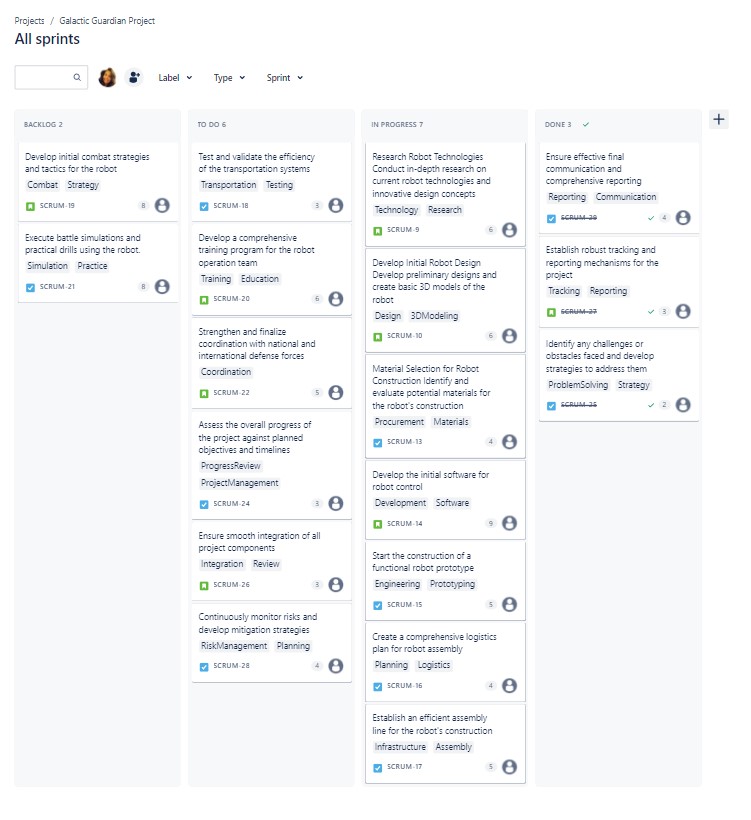 Projects / Galactic Guardian Project
All sprints
Label Type Sprint
BACKLOG 2
Develop initial combat strategies
and tactics for the robot
Combat Strategy
SCRUM-19 8
Execute battle simulations and
practical drills using the robot.
Simulation Practice
SCRUM-21 8
TO DO 6
Test and validate the efficiency
of the transportation systems
Transportation Testing
SCRUM-18 3
Develop a comprehensive
training program for the robot
operation team
Training Education
SCRUM-20 6
Strengthen and finalize
coordination with national and
international defense forces
Coordination
SCRUM-22 5
Assess the overall progress of
the project against planned
objectives and timelines
ProgressReview
ProjectManagement
SCRUM-24 3
Ensure smooth integration of all
project components
Integration Review
SCRUM-26 3
Continuously monitor risks and
develop mitigation strategies
RiskManagement Planning
SCRUM-28 4
IN PROGRESS 7
Research Robot Technologies
Conduct in-depth research on
current robot technologies and
innovative design concepts
Technology Research
SCRUM-9 6
Develop Initial Robot Design
Develop preliminary designs and
create basic 3D models of the
robot
Design 3DModeling
SCRUM-10 6
Material Selection for Robot
Construction Identify and
evaluate potential materials for
the robot's construction
Procurement Materials
SCRUM-13 4
Develop the initial software for
robot control
Development Software
SCRUM-14 9
Start the construction of a
functional robot prototype
Engineering Prototyping
SCRUM-15 5
Create a comprehensive logistics
plan for robot assembly
Planning Logistics
SCRUM-16 4
Establish an efficient assembly
line for the robot's construction
Infrastructure Assembly
SCRUM-17 5
DONE 3
Ensure effective final
communication and
comprehensive reporting
Reporting Communication
SCRUM-29 4
Establish robust tracking and
reporting mechanisms for the
project
Tracking Reporting
SCRUM-27 3
Identify any challenges or
obstacles faced and develop
strategies to address them
ProblemSolving Strategy
SCRUM-25 2